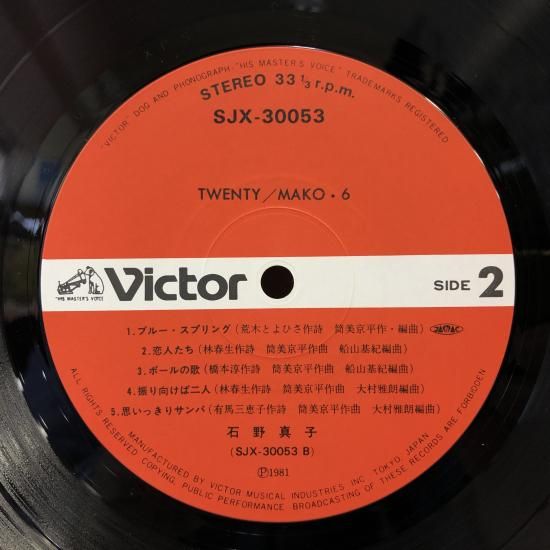 "VICTOR" DOG AND PHONOGRAPH · "HIS MASTER'S VOICE" TRADEMARKS REGISTERED
STEREO 33 1/3 r.p.m.
SJX-30053
TWENTY/MAKO・6
"HIS MASTER'S VOICE"
Victor
SIDE 2
1.ブルー・スプリング(荒木とよひさ作詩 筒美京平作・編曲) JASRAC
2.恋人たち(林春生作詩 筒美京平作曲 船山基紀編曲)
3.ボールの歌(橋本淳作詩 筒美京平作曲 船山基紀編曲)
4.振り向けば二人(林春生作詩 筒美京平作曲 大村雅朗編曲)
5.思いっきりサンバ(有馬三恵子作詩 筒美京平作曲 大村雅朗編曲)
石野真子
(SJX-30053 B)
Ⓟ1981
MANUFACTURED BY VICTOR MUSICAL INDUSTRIES INC. TOKYO, JAPAN
ALL RIGHTS RESERVED. COPYING, PUBLIC PERFORMANCE BROADCASTING OF THESE RECORDS ARE FORBIDDEN